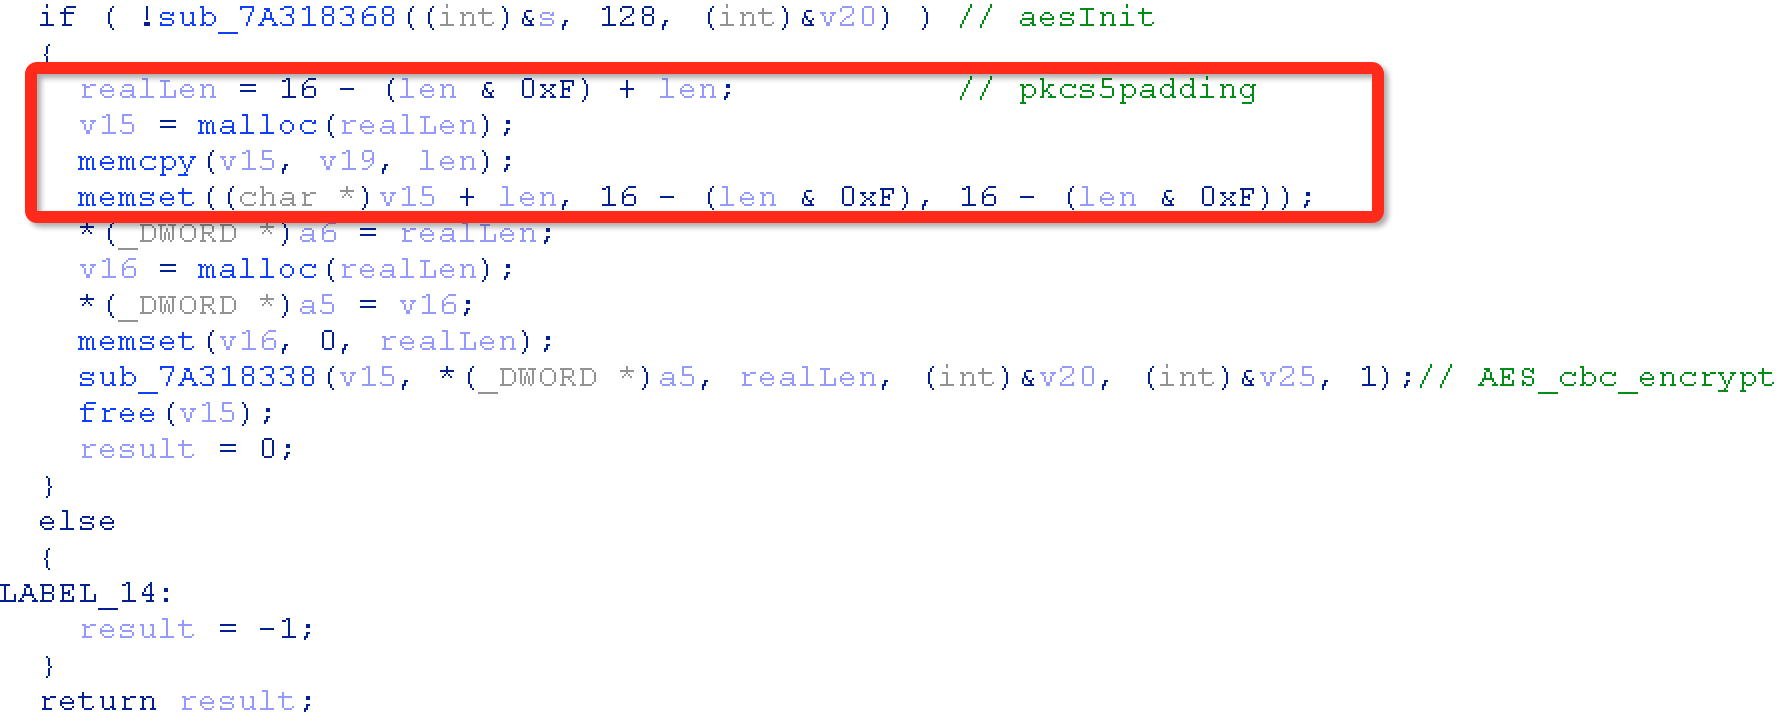 if ( !sub_7A318368((int)&s, 128, (int)&v20) ) // aesInit
{
realLen = 16 - (len & 0xF) + len; // pkcs5padding
v15 = malloc(realLen);
memcpy(v15, v19, len);
memset((char *)v15 + len, 16 - (len & 0xF), 16 - (len & 0xF));
*(_DWORD *)a6 = realLen;
v16 = malloc(realLen);
*(_DWORD *)a5 = v16;
memset(v16, 0, realLen);
sub_7A318338(v15, *(_DWORD *)a5, realLen, (int)&v20, (int)&v25, 1);// AES_cbc_encrypt
free(v15);
result = 0;
}
else
{
LABEL_14:
result = -1;
}
return result;